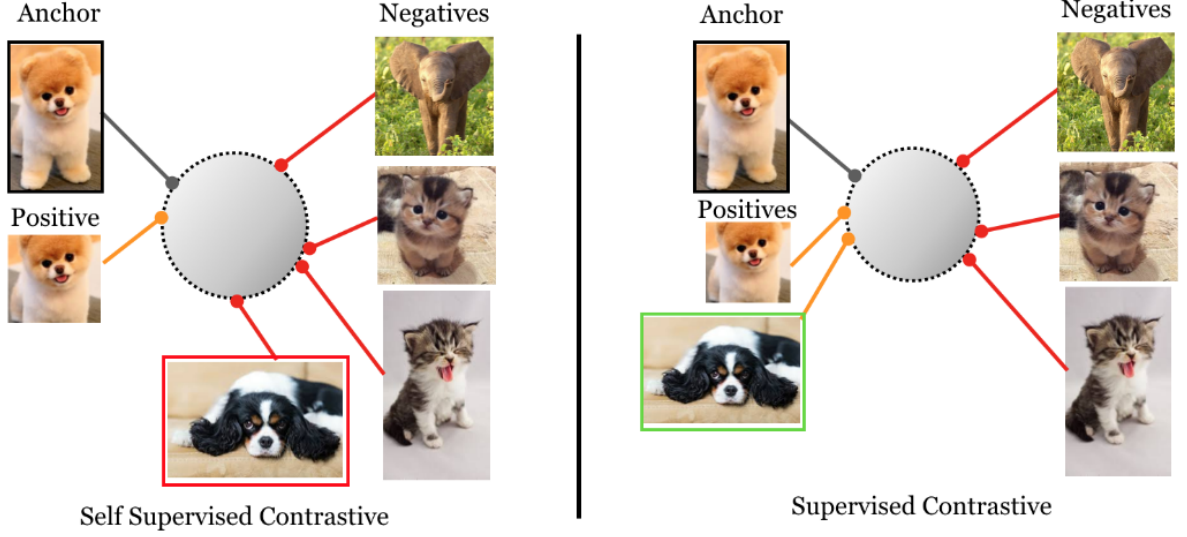 Anchor
Negatives
Positive
Self Supervised Contrastive
Anchor
Negatives
Positives
Supervised Contrastive